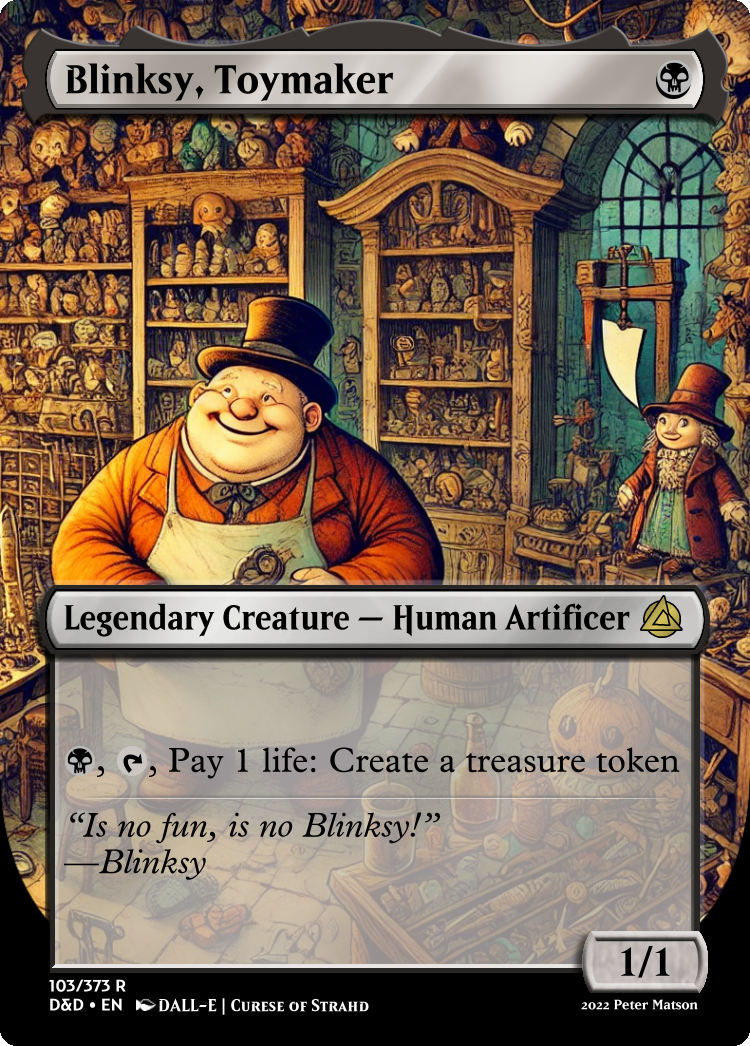 Blinksy, Toymaker
Legendary Creature — Human Artificer
, , Pay 1 life: Create a treasure token
“Is no fun, is no Blinksy!”
—Blinksy
1/1
103/373 R
D&D • EN DALL-E | Curese of Strahd
2022 Peter Matson